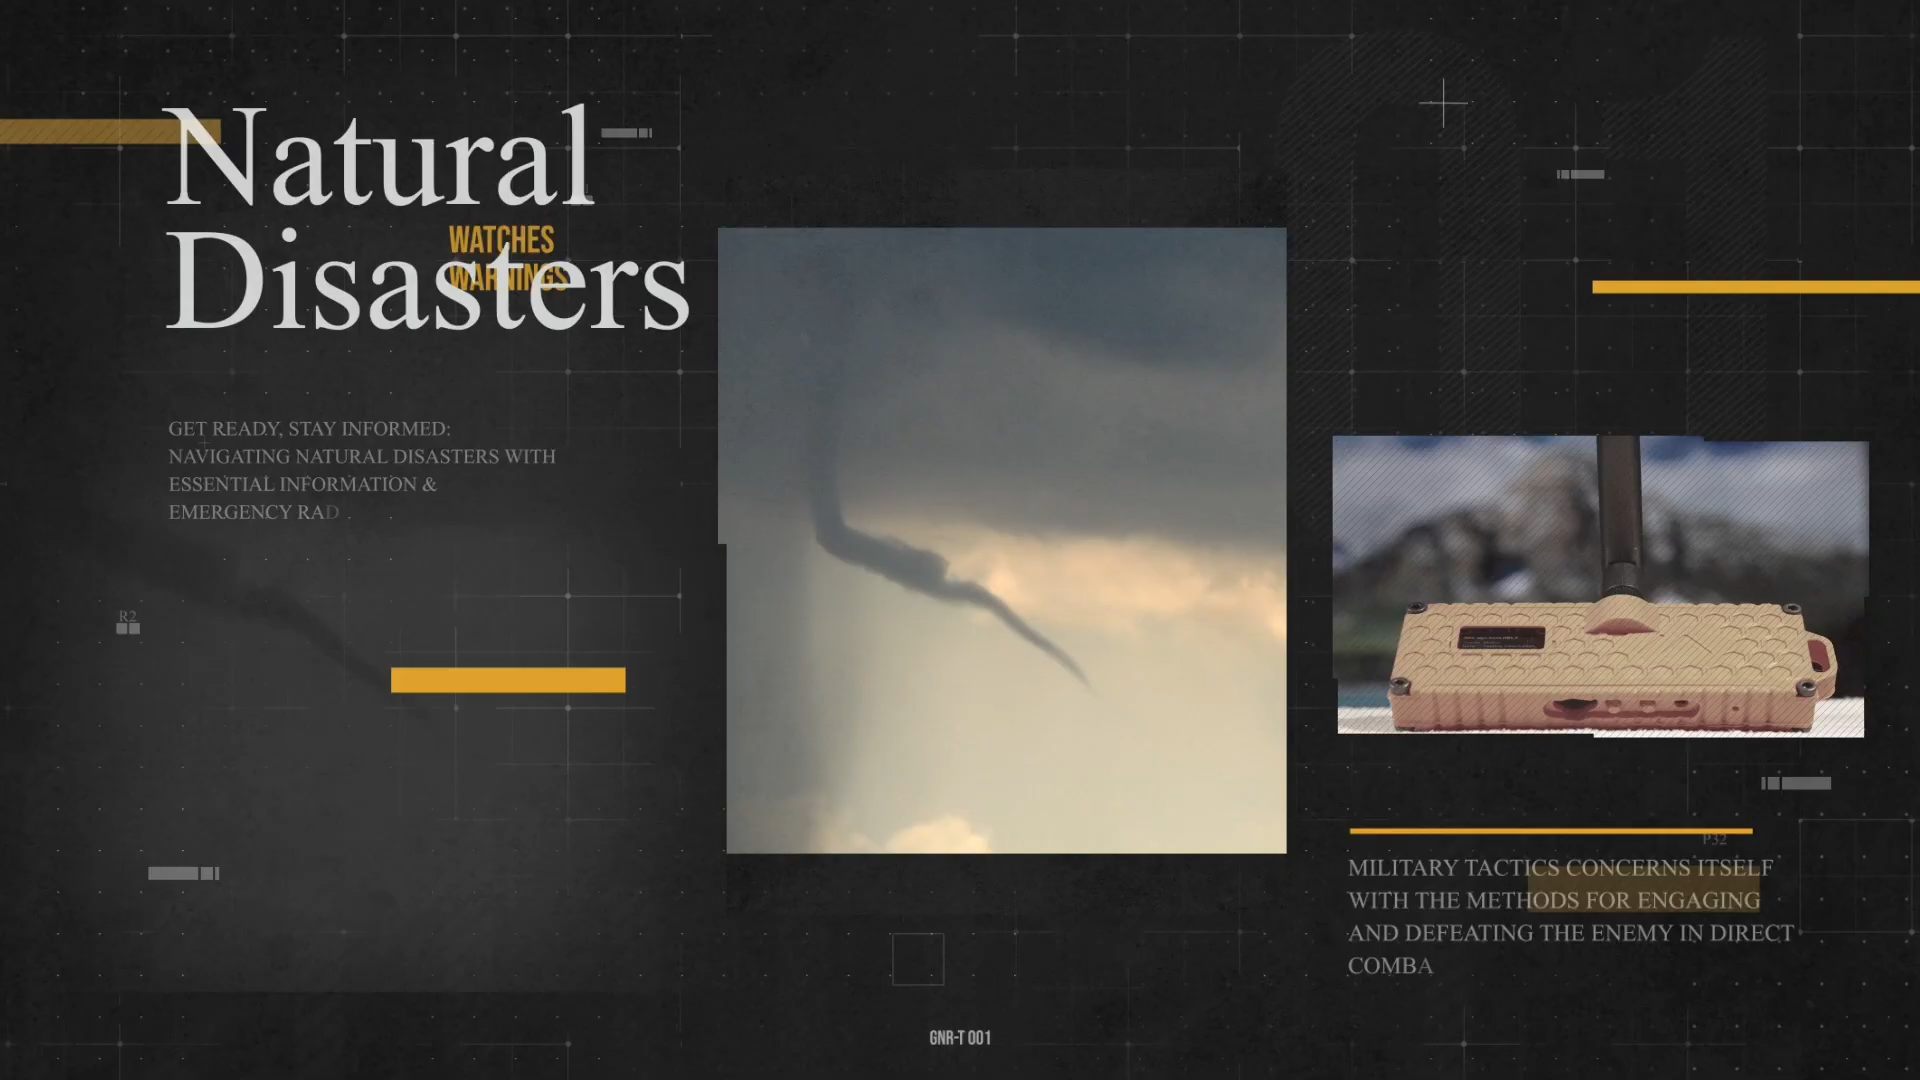 Natural
Disasters
WATCHES
WARNINGS
GET READY, STAY INFORMED:
NAVIGATING NATURAL DISASTERS WITH
ESSENTIAL INFORMATION &
EMERGENCY RAD
R2
P32
MILITARY TACTICS CONCERNS ITSELF
WITH THE METHODS FOR ENGAGING
AND DEFEATING THE ENEMY IN DIRECT
COMBA
GNR-T 001
01